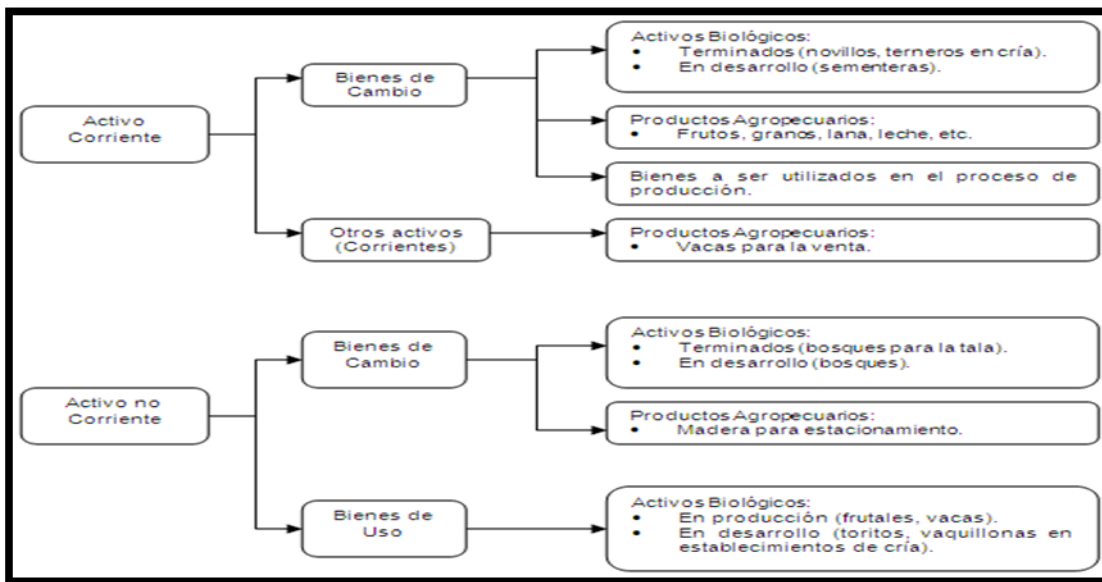 Activo
Corriente
Bienes de
Cambio
Activos Biológicos:
• Terminados (novillos, terneros en cría).
• En desarrollo (sementeras).
Productos Agropecuarios:
• Frutos, granos, lana, leche, etc.
Bienes a ser utilizados en el proceso de
producción.
Otros activos
(Corrientes)
Productos Agropecuarios:
• Vacas para la venta.
Activo no
Corriente
Bienes de
Cambio
Activos Biológicos:
• Terminados (bosques para la tala).
• En desarrollo (bosques).
Productos Agropecuarios:
• Madera para estacionamiento.
Bienes de
Uso
Activos Biológicos:
• En producción (frutales, vacas).
• En desarrollo (toritos, vaquillonas en
establecimientos de cría).